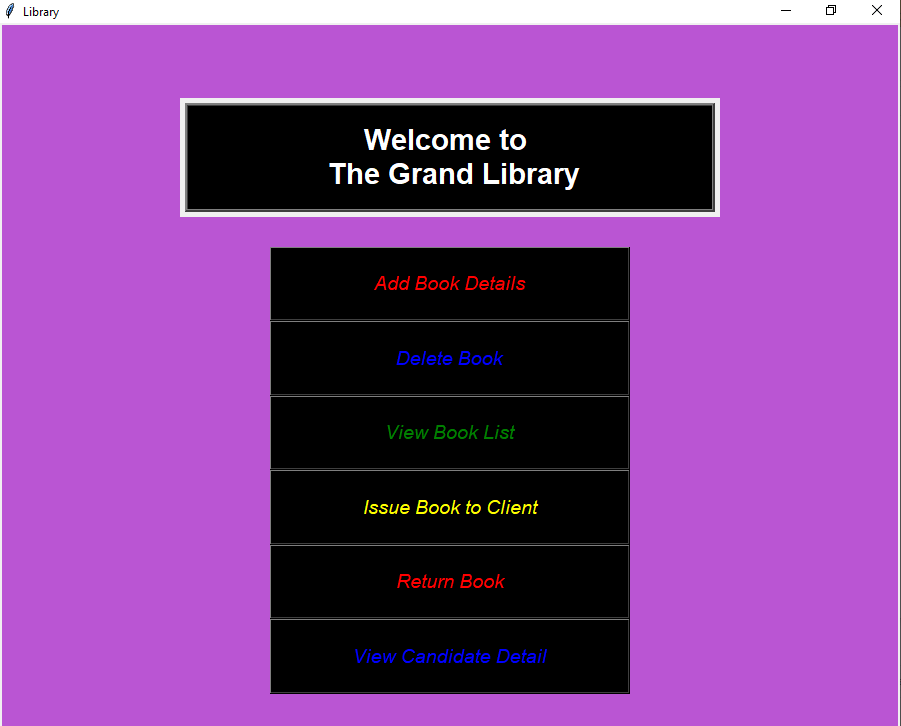 Library
Welcome to
The Grand Library
Add Book Details
Delete Book
View Book List
Issue Book to Client
Return Book
View Candidate Detail